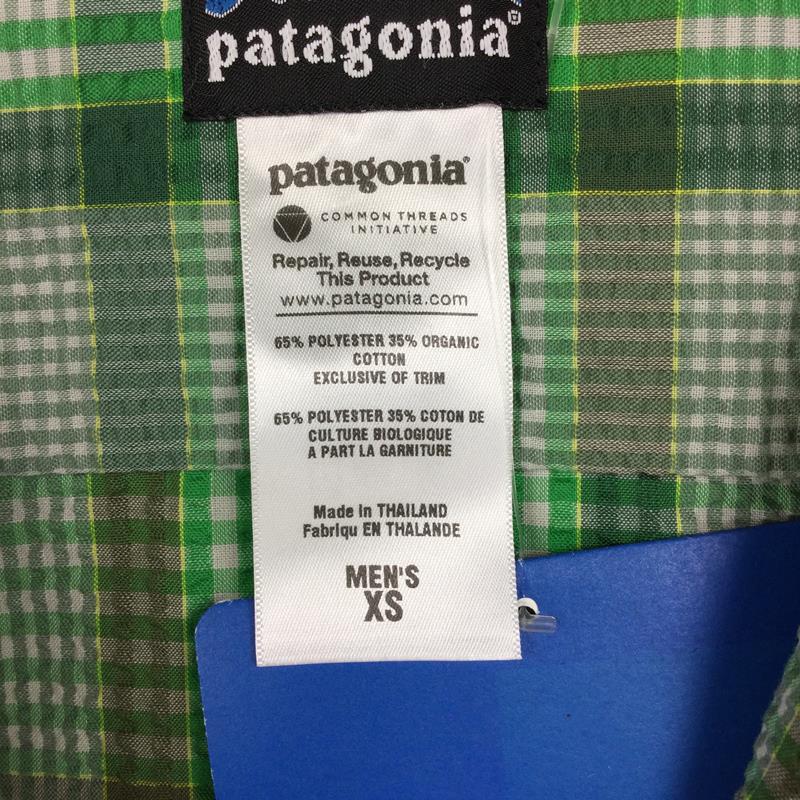 patagonia®
patagonia®
COMMON THREADS
INITIATIVE
Repair, Reuse, Recycle
This Product
www.patagonia.com
65% POLYESTER 35% ORGANIC
COTTON
EXCLUSIVE OF TRIM
65% POLYESTER 35% COTON DE
CULTURE BIOLOGIQUE
A PART LA GARNITURE
Made in THAILAND
Fabriqu EN THALANDE
MEN'S
XS